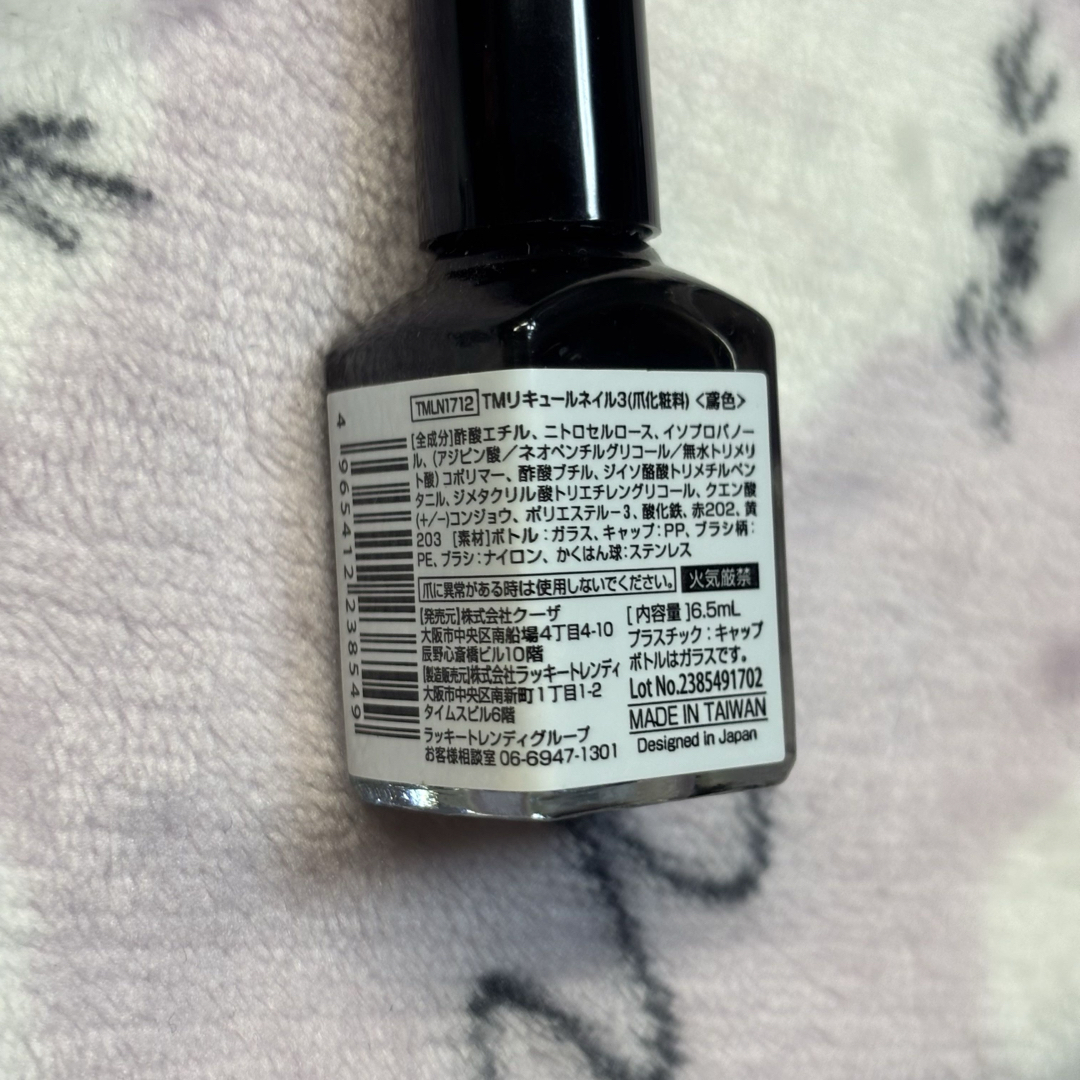 TMLN1712 TMリキュールネイル3(爪化粧料)<鳶色>
[全成分]酢酸エチル、ニトロセルロース、イソプロパノー
ル、(アジピン酸/ネオペンチルグリコール/無水トリメリ
ト酸)コポリマー、酢酸ブチル、ジイソ酪酸トリメチルペン
タニル、ジメタクリル酸トリエチレングリコール、クエン酸
(+/−)コンジョウ、ポリエステル−3、酸化鉄、赤202、黄
203 [素材]ボトル:ガラス、キャップ:PP、ブラシ柄:
PE、ブラシ:ナイロン、かくはん球:ステンレス
爪に異常がある時は使用しないでください。 火気厳禁
[発売元]株式会社クーザ
大阪市中央区南船場4丁目4-10
辰野心斎橋ビル10階
[製造販売元]株式会社ラッキートレンディ
大阪市中央区南新町1丁目1-2
タイムスビル6階
ラッキートレンディグループ
お客様相談室 06-6947-1301
[内容量]6.5mL
プラスチック:キャップ
ボトルはガラスです。
Lot No.2385491702
MADE IN TAIWAN
Designed in Japan
4 965412 238549